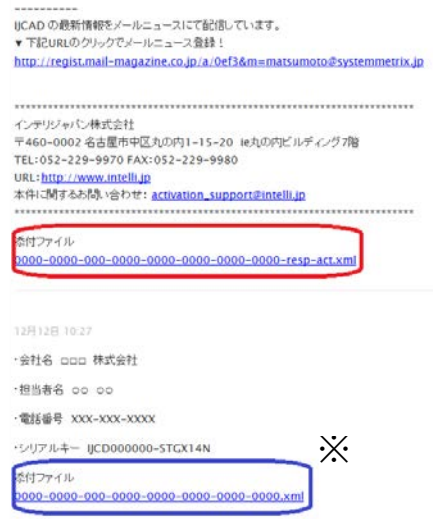 ----------
IJCAD の最新情報をメールニュースにて配信しています。
▼下記URLのクリックでメールニュース登録！
http://regist.mail-magazine.co.jp/a/0ef3&m=matsumoto@systemmetrix.jp
**********************************************************************
インテリジャパン株式会社
〒460-0002 名古屋市中区丸の内1-15-20 ie丸の内ビルディング7階
TEL:052-229-9970 FAX:052-229-9980
URL:http://www.intelli.jp
本件に関するお問い合わせ: activation_support@intelli.jp
**********************************************************************
添付ファイル
0000-0000-000-0000-0000-0000-0000-0000-resp-act.xml
12月12日 10:27
・会社名 □□□ 株式会社
・担当者名 ○○ ○○
・電話番号 XXX-XXX-XXXX
・シリアルキー IJCD000000-STGX14N
※
添付ファイル
0000-0000-000-0000-0000-0000-0000-0000.xml